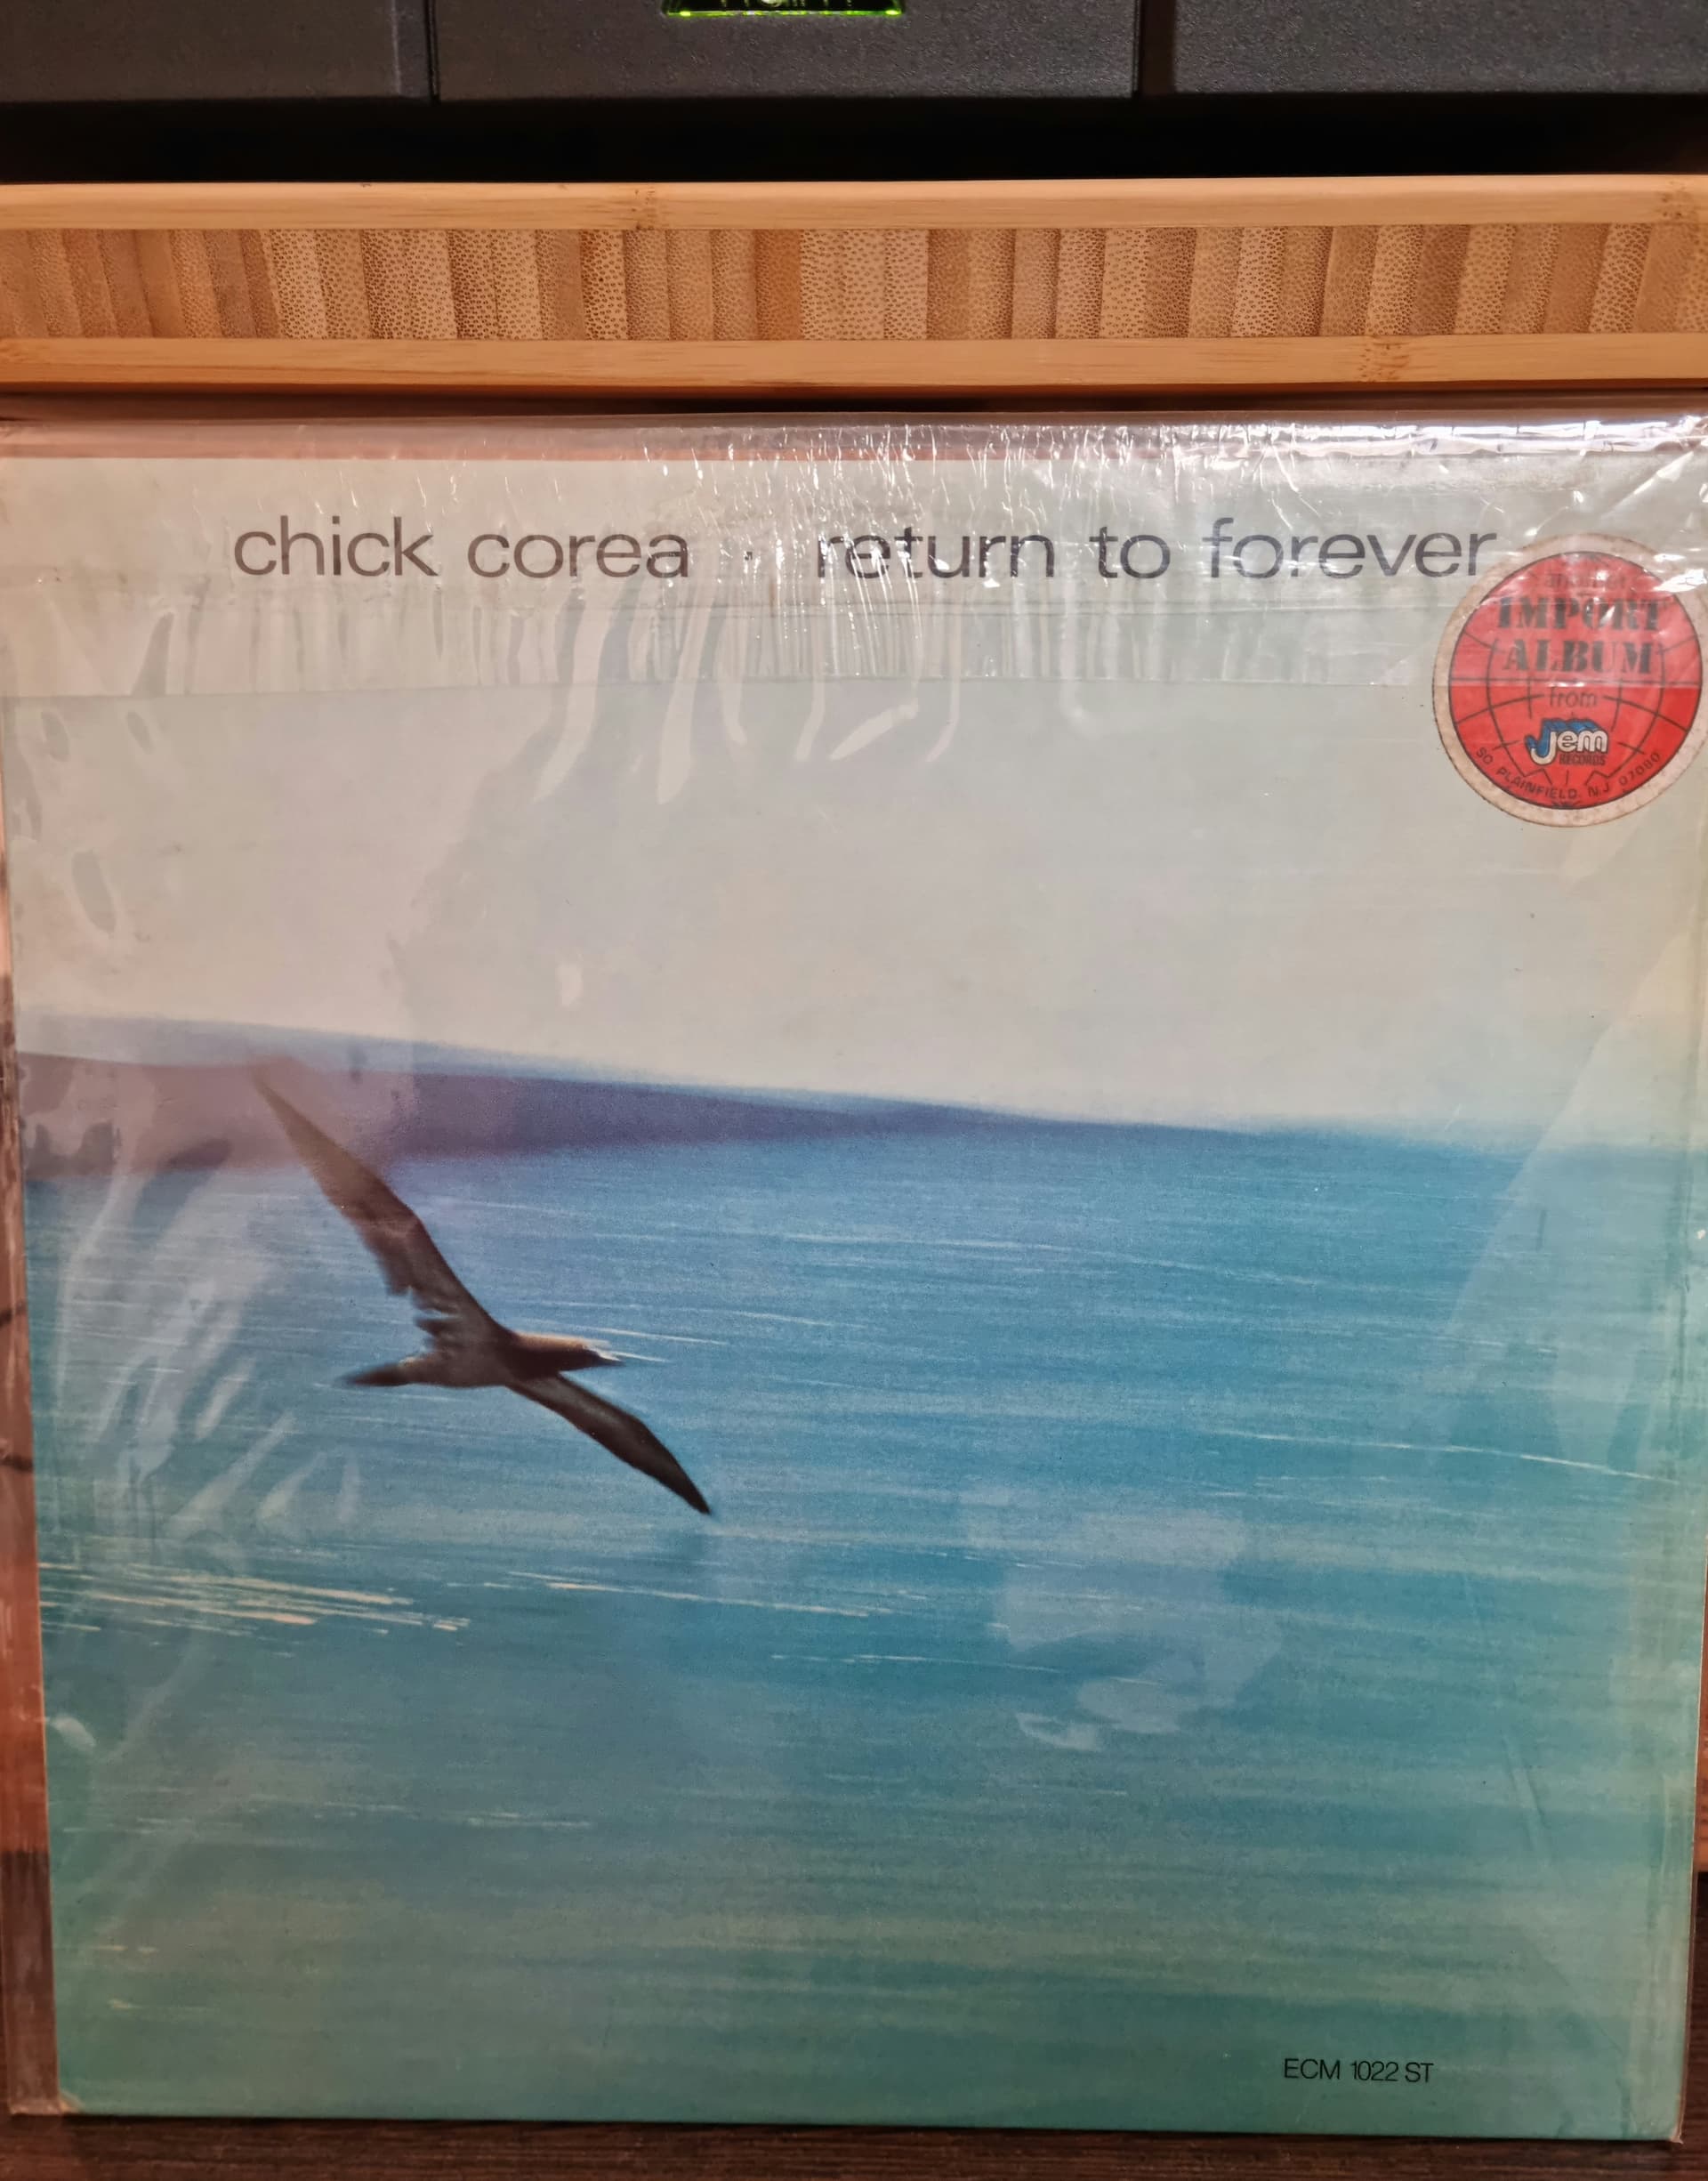 chick corea · return to forever
IMPORT
ALBUM
from
Jem
RECORDS
SO. PLAINFIELD, N.J. 07080
ECM 1022 ST